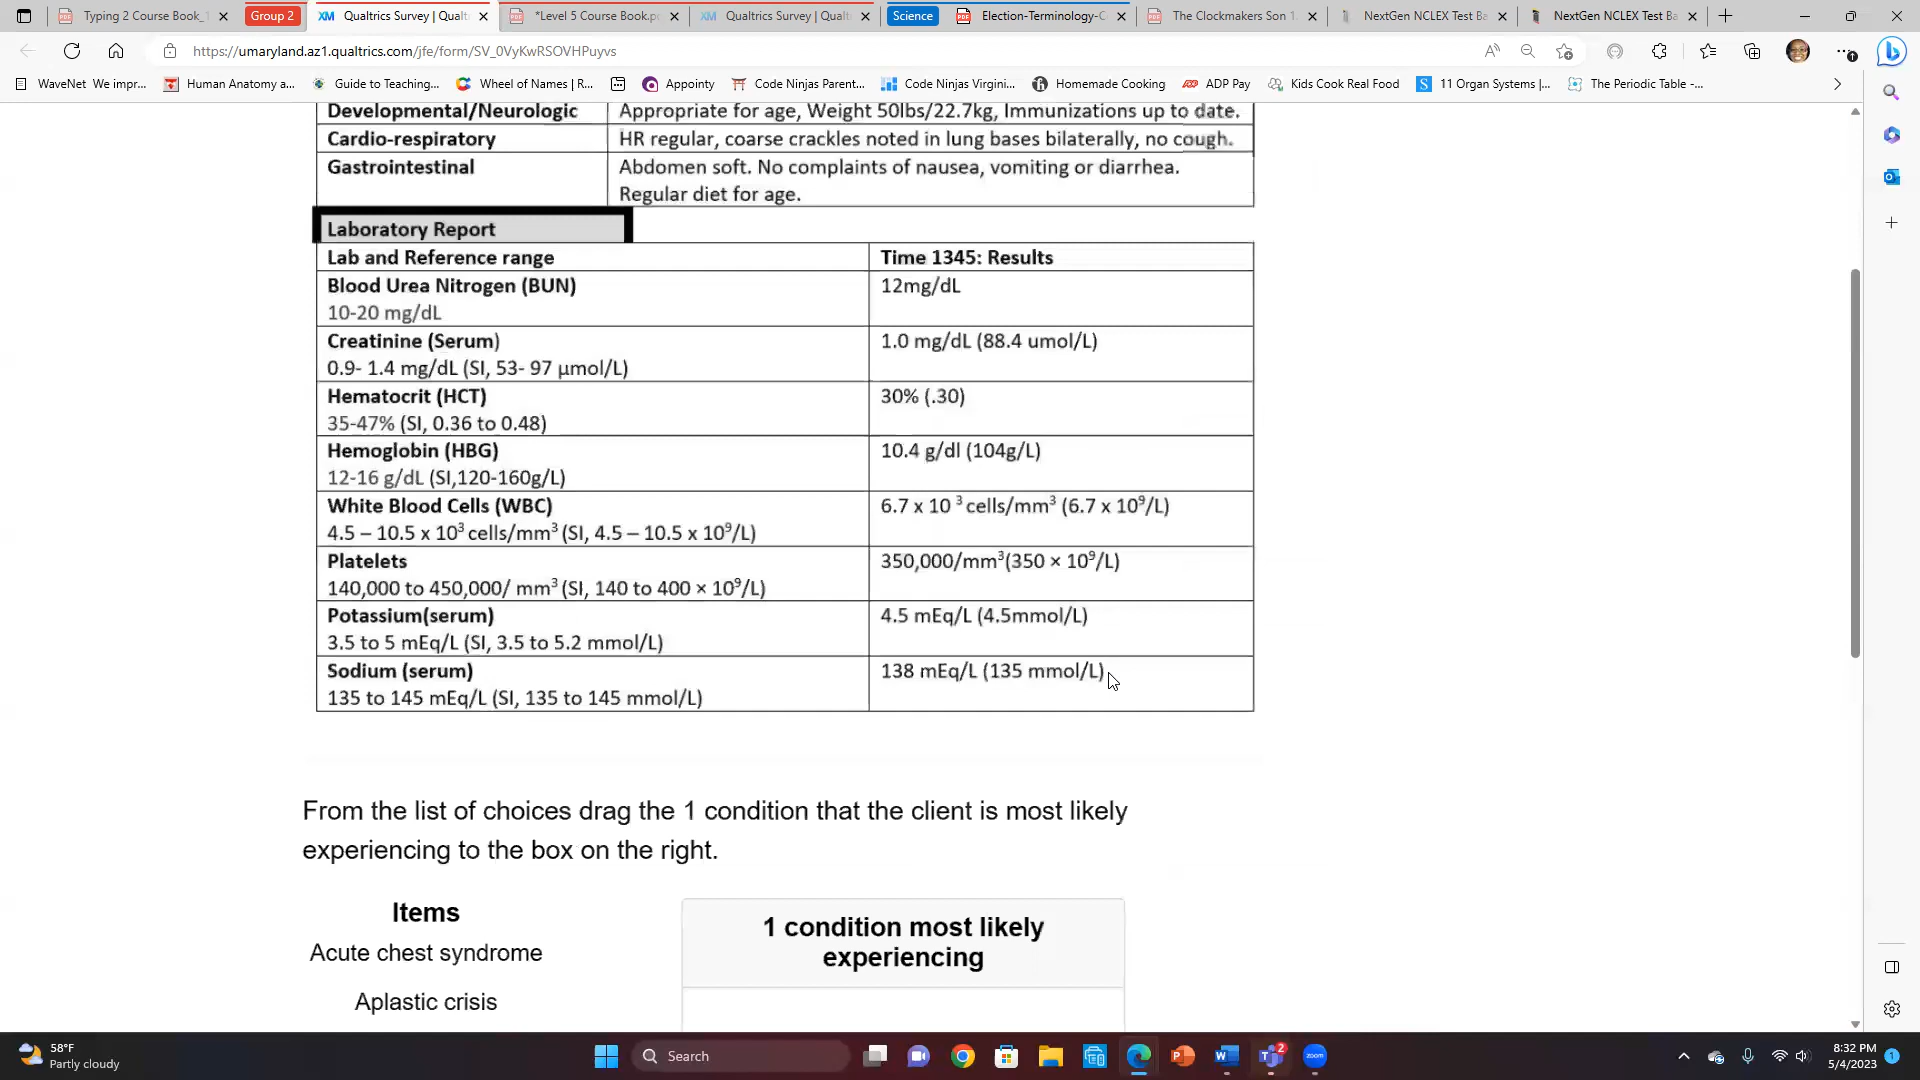 Typing 2 Course Book_
Group 2
Qualtrics Survey | Qualt
*Level 5 Course Book.p
Qualtrics Survey | Qualt
Science
Election-Terminology-C
The Clockmakers Son 1.
NextGen NCLEX Test Ba
NextGen NCLEX Test Ba
https://umaryland.az1.qualtrics.com/jfe/form/SV_0VyKwRSOVHPuyvs
WaveNet We impr...
Human Anatomy a...
Guide to Teaching...
Wheel of Names | R...
Appointy
Code Ninjas Parent...
Code Ninjas Virgini...
Homemade Cooking
ADP Pay
Kids Cook Real Food
11 Organ Systems |...
The Periodic Table -...
Developmental/Neurologic Appropriate for age, Weight 50lbs/22.7kg, Immunizations up to date.
Cardio-respiratory HR regular, coarse crackles noted in lung bases bilaterally, no cough.
Gastrointestinal Abdomen soft. No complaints of nausea, vomiting or diarrhea.
Regular diet for age.
Laboratory Report
Lab and Reference range Time 1345: Results
Blood Urea Nitrogen (BUN) 12mg/dL
10-20 mg/dL
Creatinine (Serum) 1.0 mg/dL (88.4 umol/L)
0.9- 1.4 mg/dL (SI, 53- 97 µmol/L)
Hematocrit (HCT) 30% (.30)
35-47% (SI, 0.36 to 0.48)
Hemoglobin (HBG) 10.4 g/dl (104g/L)
12-16 g/dL (SI,120-160g/L)
White Blood Cells (WBC) 6.7 x 10 ³ cells/mm³ (6.7 x 10⁹/L)
4.5 – 10.5 x 10³ cells/mm³ (SI, 4.5 – 10.5 x 10⁹/L)
Platelets 350,000/mm³(350 × 10⁹/L)
140,000 to 450,000/ mm³ (SI, 140 to 400 × 10⁹/L)
Potassium(serum) 4.5 mEq/L (4.5mmol/L)
3.5 to 5 mEq/L (SI, 3.5 to 5.2 mmol/L)
Sodium (serum) 138 mEq/L (135 mmol/L)
135 to 145 mEq/L (SI, 135 to 145 mmol/L)
From the list of choices drag the 1 condition that the client is most likely
experiencing to the box on the right.
Items
1 condition most likely
experiencing
Acute chest syndrome
Aplastic crisis
58°F
Partly cloudy
Search
2
zoom
8:32 PM
5/4/2023
1